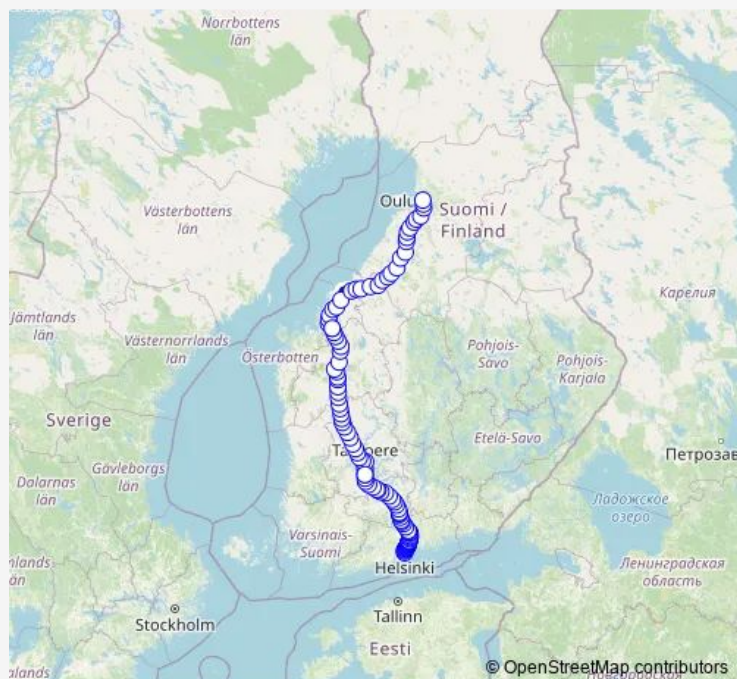 Norrbottens
län
Oulu
Suomi /
Finland
Västerbottens
län
Карелия
Jämtlands
län
Västernorrlands
län
Österbotten
Pohjois-
Savo
Pohjois-
Karjala
Sverige
Etelä-Savo
Gävleborgs
län
Dalarnas
län
Ладожское
озеро
Varsinais-
Suomi
Helsinki
Ленинградская
область
Tallinn
Stockholm
Eesti
© OpenStreetMap contributors